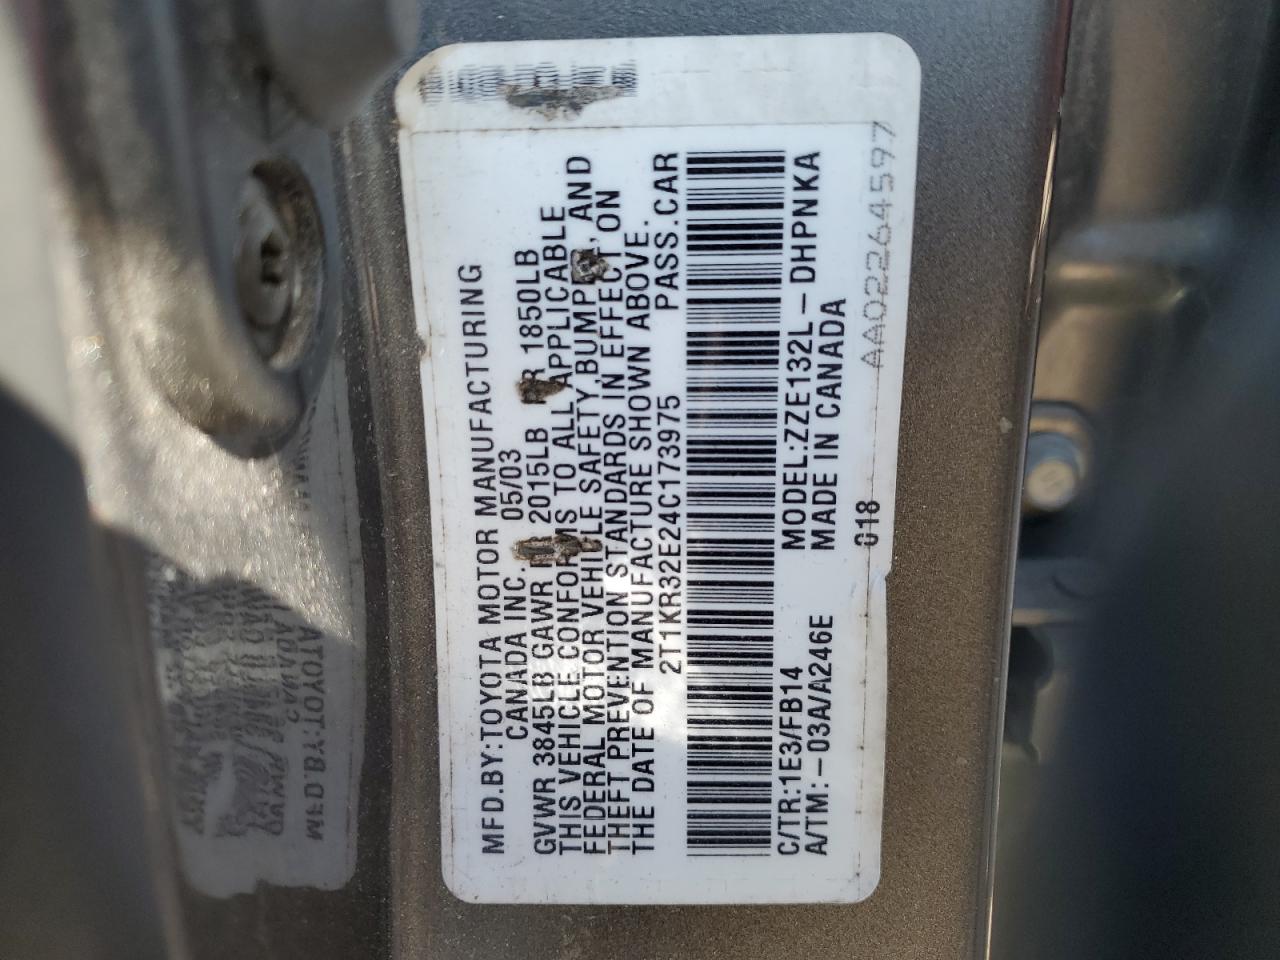 MFD.BY:TOYOTA MOTOR MANUFACTURING
CANADA INC. 05/03
GVWR 3845LB GAWR 2015LB R 1850LB
THIS VEHICLE CONFORMS TO ALL APPLICABLE
FEDERAL MOTOR VEHICLE SAFETY, AND
THEFT PREVENTION STANDARDS IN EFFECT ON
THE DATE OF MANUFACTURE SHOWN ABOVE.
2T1KR32E24C173975 PASS.CAR
C/TR:1E3/FB14 MODEL:ZZE132L-DHPNKA
A/TM:-03A/A246E MADE IN CANADA
G18
AA02264597